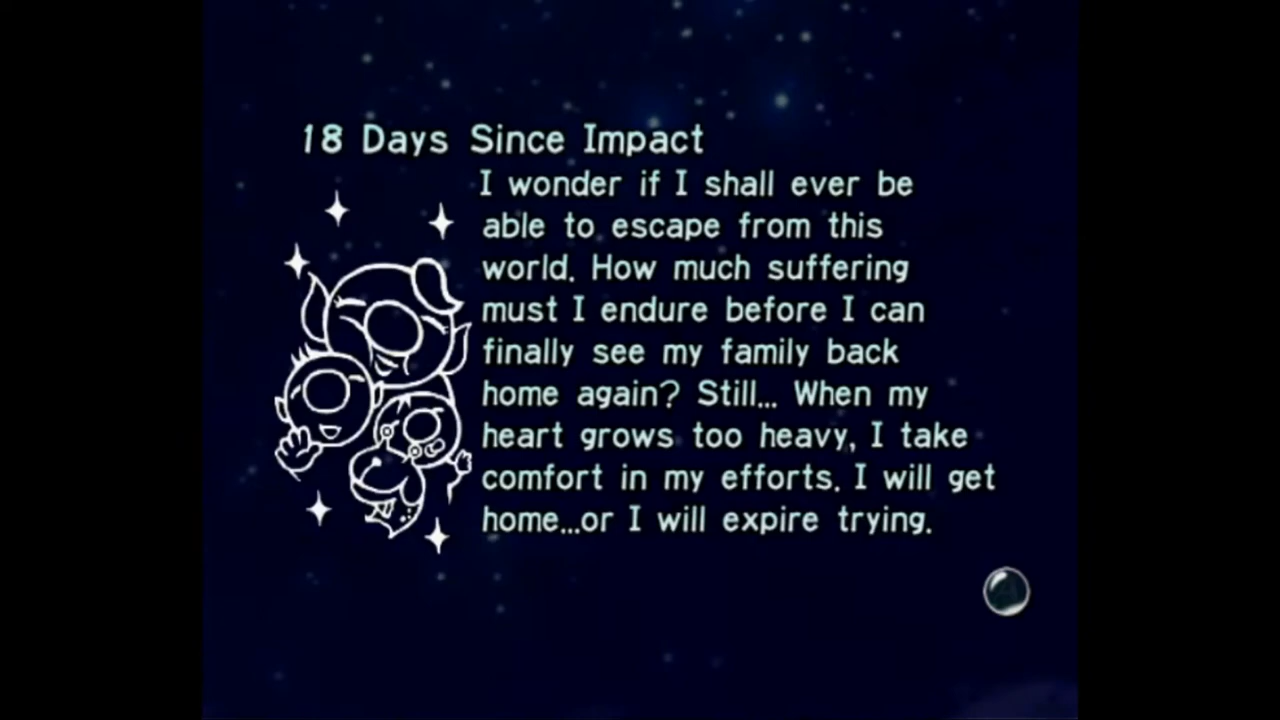 18 Days Since Impact
I wonder if I shall ever be
able to escape from this
world. How much suffering
must I endure before I can
finally see my family back
home again? Still... When my
heart grows too heavy, I take
comfort in my efforts. I will get
home...or I will expire trying.